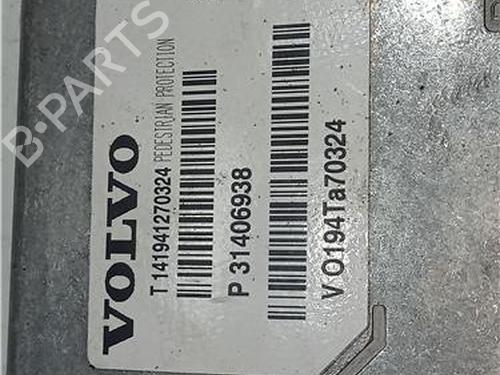 VOLVO
T 141941270324 PEDESTRIAN PROTECTION
P 31406938
V O194Ta70324
B-PARTS